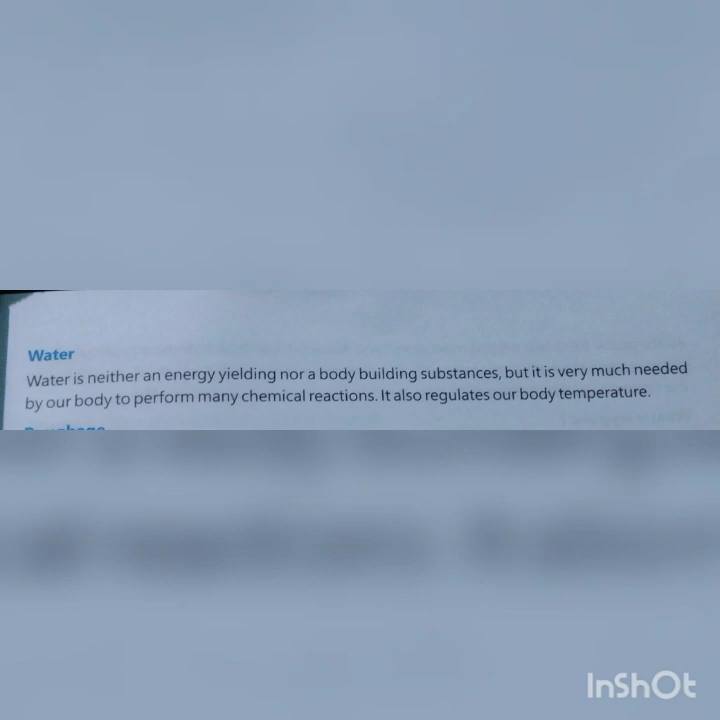 Water
Water is neither an energy yielding nor a body building substances, but it is very much needed
by our body to perform many chemical reactions. It also regulates our body temperature.
InShOt